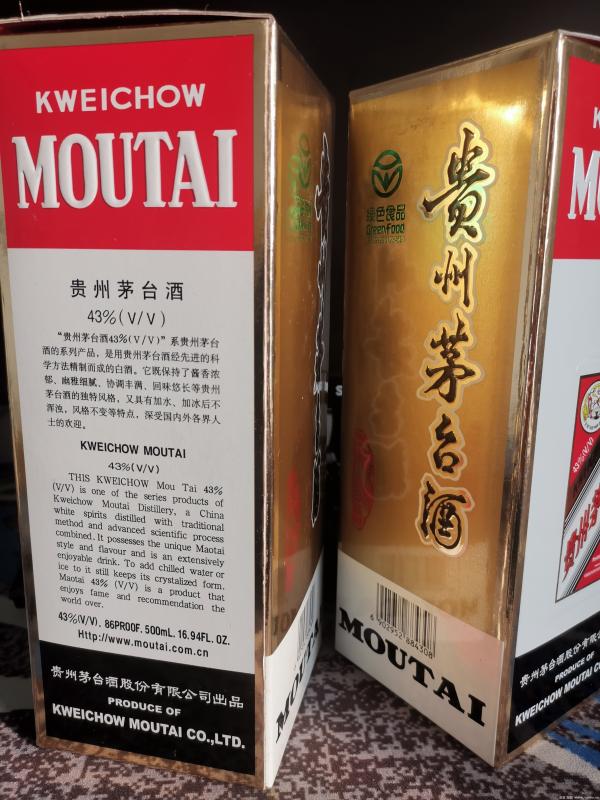 KWEICHOW
MOUTAI
贵州茅台酒
43%(V/V)
“贵州茅台酒43%(V/V)”系贵州茅台
酒的系列产品，是用贵州茅台酒经先进的科
学方法精制而成的白酒。它既保持了酱香浓
郁、幽雅细腻、协调丰满、回味悠长等贵州
茅台酒的独特风格，又具有加水、加冰后不
浑浊，风格不变等特点，深受国内外各界人
士的欢迎。
KWEICHOW MOUTAI
43%(V/V)
THIS KWEICHOW Mou Tai 43%
(V/V) is one of the series products of
Kweichow Moutai Distillery, a China
white spirits distilled with traditional
method and advanced scientific process
combined. It possesses the unique Maotai
style and flavour and is an extensively
enjoyable drink. To add chilled water or
ice to it still keeps its crystalized form.
Maotai 43% (V/V) is a product that
enjoys fame and recommendation the
world over.
43%(V/V). 86PROOF. 500mL. 16.94FL. OZ.
Http://www.moutai.com.cn
贵州茅台酒股份有限公司出品
PRODUCE OF
KWEICHOW MOUTAI CO.,LTD.
绿色食品
GreenFood
貴州茅台酒
6902952884308
MOUTAI
43%(V/V)
贵州茅台酒股份有
PRODUCE OF
KWEICHOW MOUTAI CO